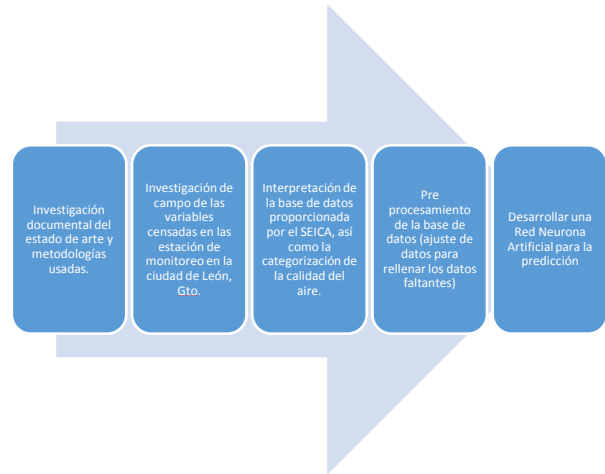 Investigación
documental del
estado de arte y
metodologías
usadas.
Investigación de
campo de las
variables
censadas en las
estación de
monitoreo en la
ciudad de León,
Gto.
Interpretación de
la base de datos
proporcionada
por el SEICA, así
como la
categorización de
la calidad del
aire.
Pre
procesamiento
de la base de
datos (ajuste de
datos para
rellenar los datos
faltantes)
Desarrollar una
Red Neurona
Artificial para la
predicción